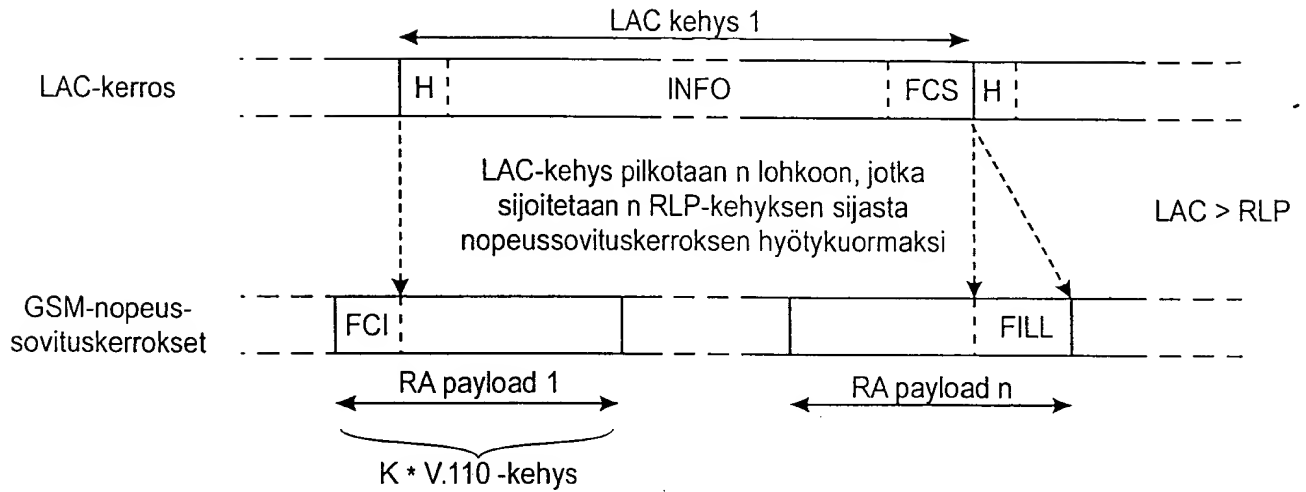 LAC kehys 1
LAC-kerros
H
INFO
FCS
H
LAC-kehys pilkotaan n lohkoon, jotka
sijoitetaan n RLP-kehyksen sijasta
nopeussovituskerroksen hyötykuormaksi
LAC > RLP
GSM-nopeus-
sovituskerrokset
FCI
FILL
RA payload 1
RA payload n
K * V.110 -kehys